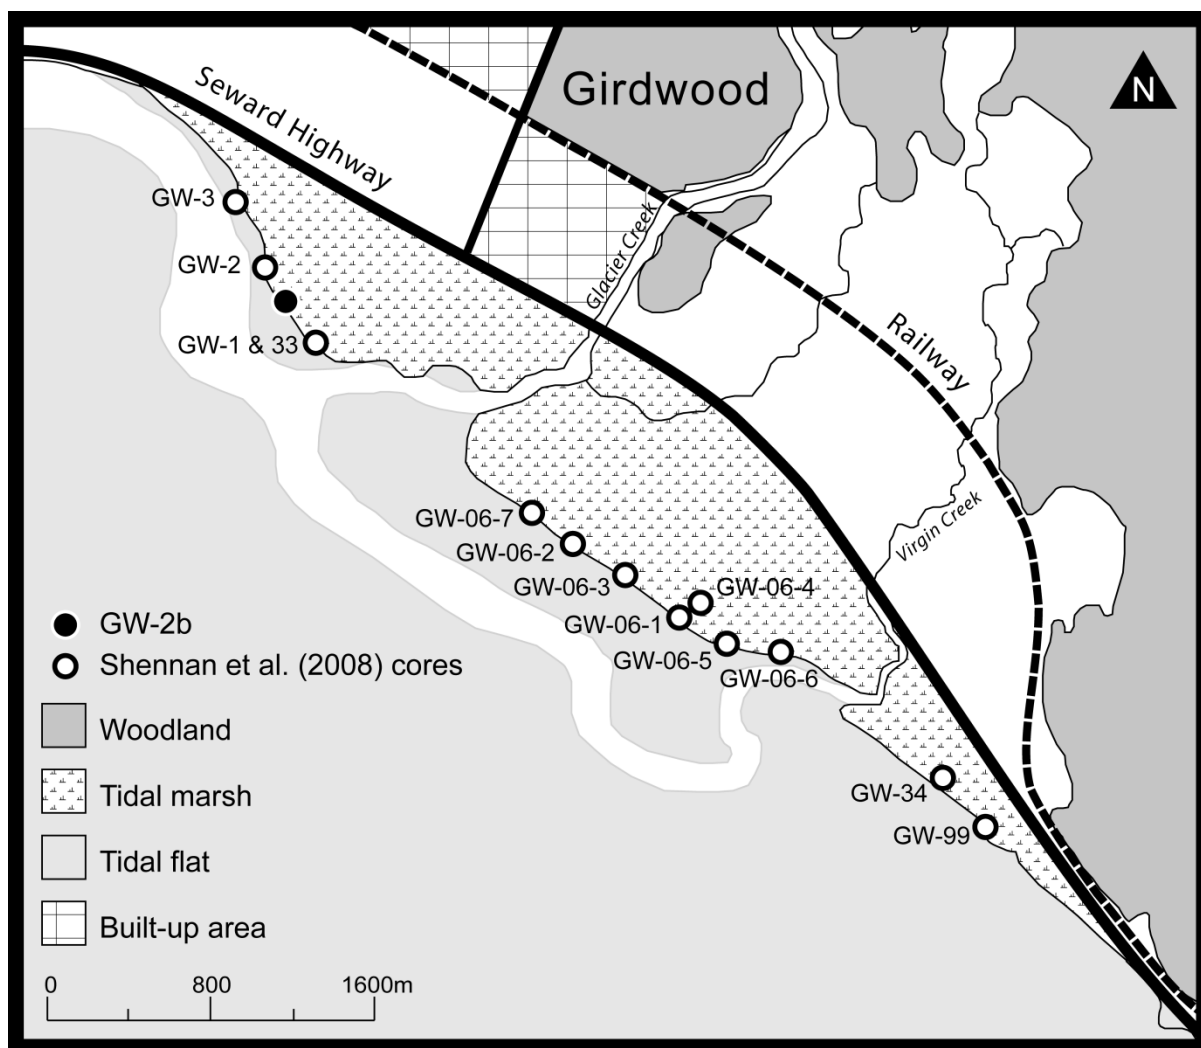 Girdwood
N
Seward Highway
GW-3
GW-2
GW-1 & 33
Glacier Creek
Railway
Virgin Creek
GW-06-7
GW-06-2
GW-06-3
GW-06-4
GW-06-1
GW-06-5
GW-06-6
GW-34
GW-99
GW-2b
Shennan et al. (2008) cores
Woodland
Tidal marsh
Tidal flat
Built-up area
0 800 1600m